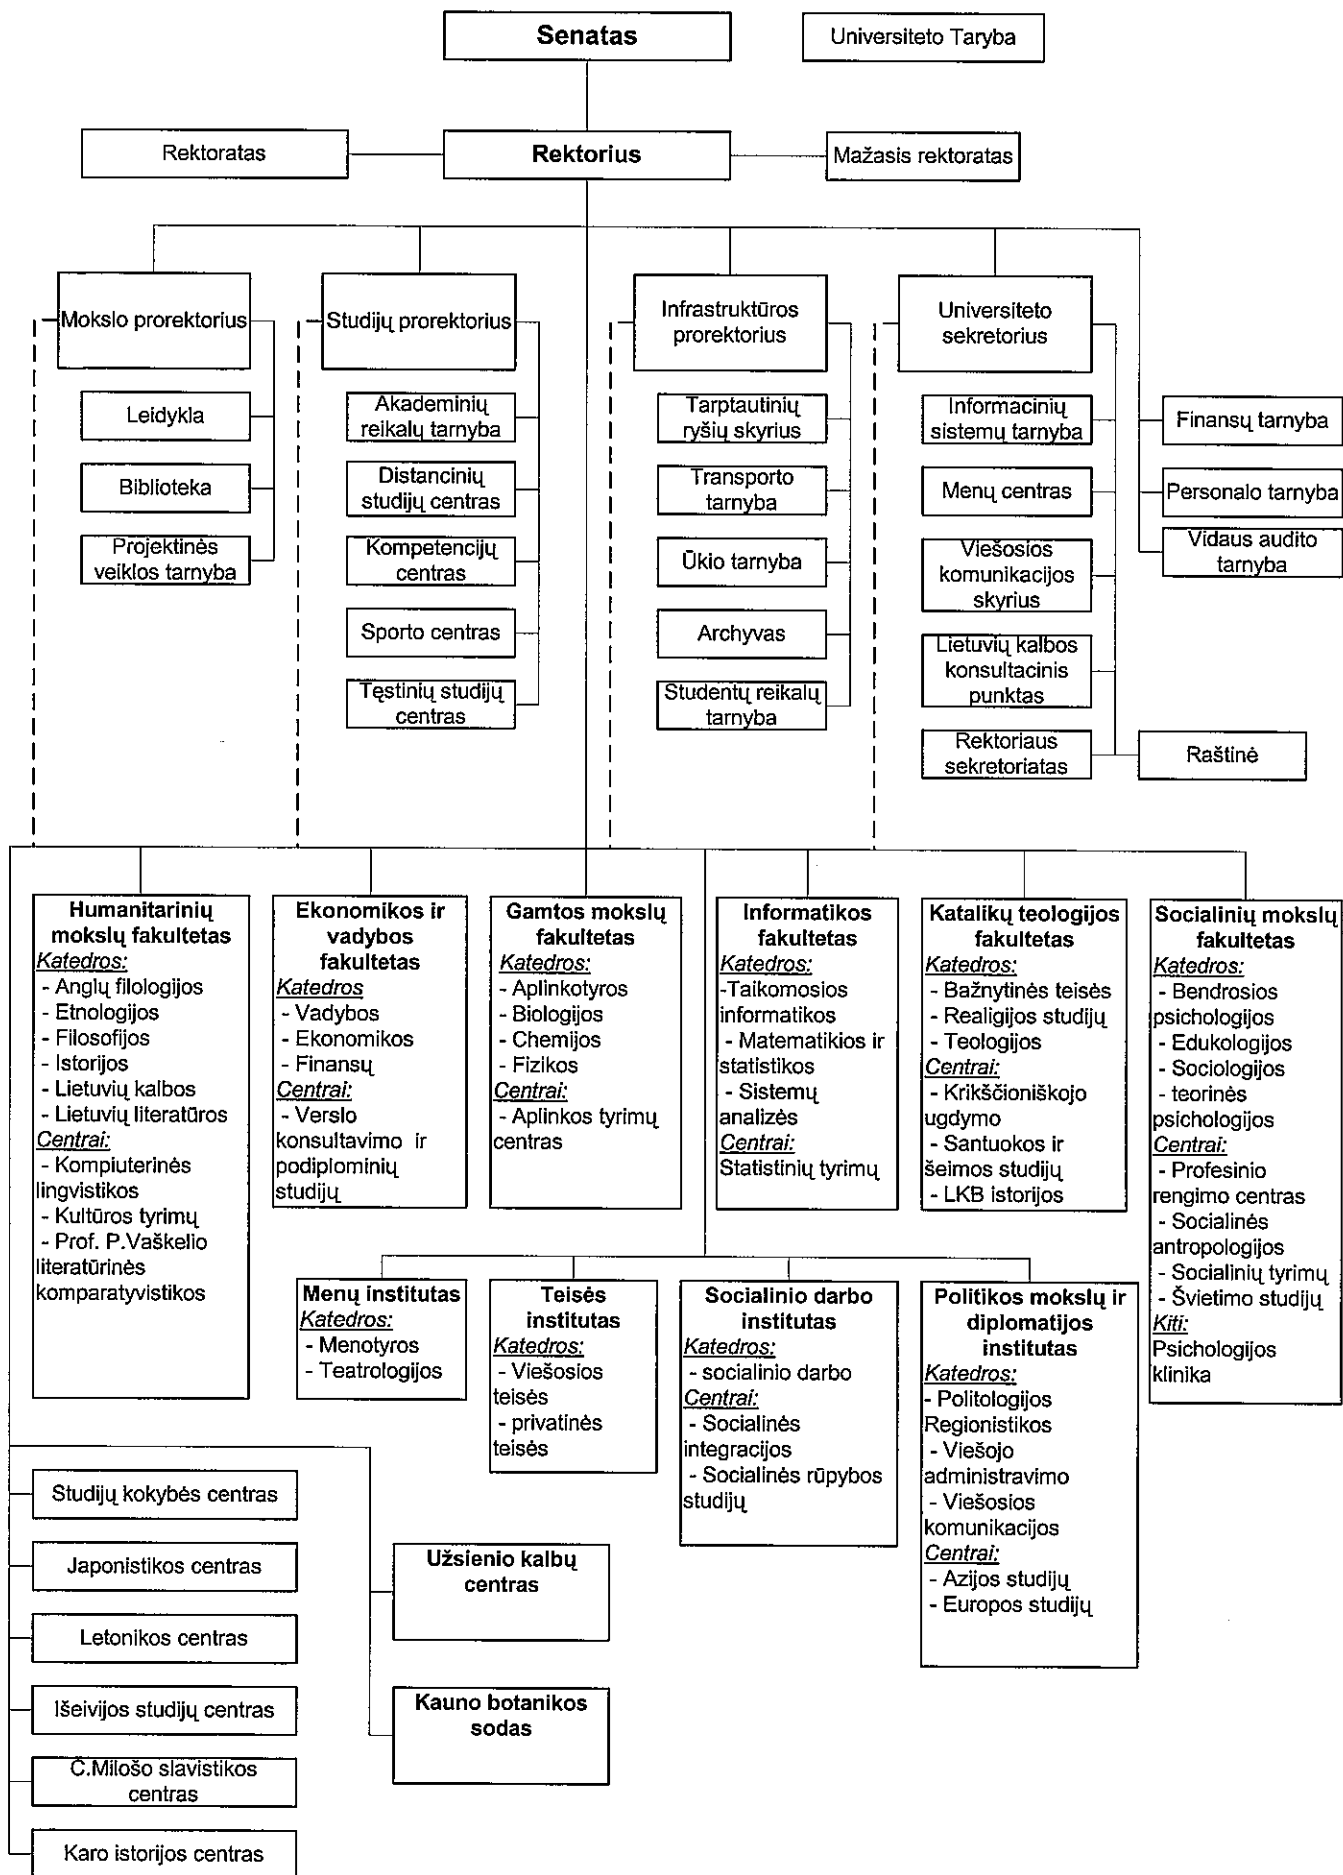 Senatas
Universiteto Taryba
Rektoratas
Rektorius
Mažasis rektoratas
Mokslo prorektorius
Studijų prorektorius
Infrastruktūros
prorektorius
Universiteto
sekretorius
Leidykla
Biblioteka
Projektinės
veiklos tarnyba
Akademinių
reikalų tarnyba
Distancinių
studijų centras
Kompetencijų
centras
Sporto centras
Tęstinių studijų
centras
Tarptautinių
ryšių skyrius
Transporto
tarnyba
Ūkio tarnyba
Archyvas
Studentų reikalų
tarnyba
Informacinių
sistemų tarnyba
Menų centras
Viešosios
komunikacijos
skyrius
Lietuvių kalbos
konsultacinis
punktas
Rektoriaus
sekretoriatas
Raštinė
Finansų tarnyba
Personalo tarnyba
Vidaus audito
tarnyba
Humanitarinių
mokslų fakultetas
Katedros:
- Anglų filologijos
- Etnologijos
- Filosofijos
- Istorijos
- Lietuvių kalbos
- Lietuvių literatūros
Centrai:
- Kompiuterinės
lingvistikos
- Kultūros tyrimų
- Prof. P.Vaškelio
literatūrinės
komparatyvistikos
Ekonomikos ir
vadybos
fakultetas
Katedros
- Vadybos
- Ekonomikos
- Finansų
Centrai:
- Verslo
konsultavimo ir
podiplominių
studijų
Gamtos mokslų
fakultetas
Katedros:
- Aplinkotyros
- Biologijos
- Chemijos
- Fizikos
Centrai:
- Aplinkos tyrimų
centras
Informatikos
fakultetas
Katedros:
-Taikomosios
informatikos
- Matematikios ir
statistikos
- Sistemų
analizės
Centrai:
Statistinių tyrimų
Katalikų teologijos
fakultetas
Katedros:
- Bažnytinės teisės
- Realigijos studijų
- Teologijos
Centrai:
- Krikščioniškojo
ugdymo
- Santuokos ir
šeimos studijų
- LKB istorijos
Socialinių mokslų
fakultetas
Katedros:
- Bendrosios
psichologijos
- Edukologijos
- Sociologijos
- teorinės
psichologijos
Centrai:
- Profesinio
rengimo centras
- Socialinės
antropologijos
- Socialinių tyrimų
- Švietimo studijų
Kiti:
Psichologijos
klinika
Menų institutas
Katedros:
- Menotyros
- Teatrologijos
Teisės
institutas
Katedros:
- Viešosios
teisės
- privatinės
teisės
Socialinio darbo
institutas
Katedros:
- socialinio darbo
Centrai:
- Socialinės
integracijos
- Socialinės rūpybos
studijų
Politikos mokslų ir
diplomatijos
institutas
Katedros:
- Politologijos
Regionistikos
- Viešojo
administravimo
- Viešosios
komunikacijos
Centrai:
- Azijos studijų
- Europos studijų
Studijų kokybės centras
Japonistikos centras
Letonikos centras
Išeivijos studijų centras
Č.Milošo slavistikos
centras
Karo istorijos centras
Užsienio kalbų
centras
Kauno botanikos
sodas